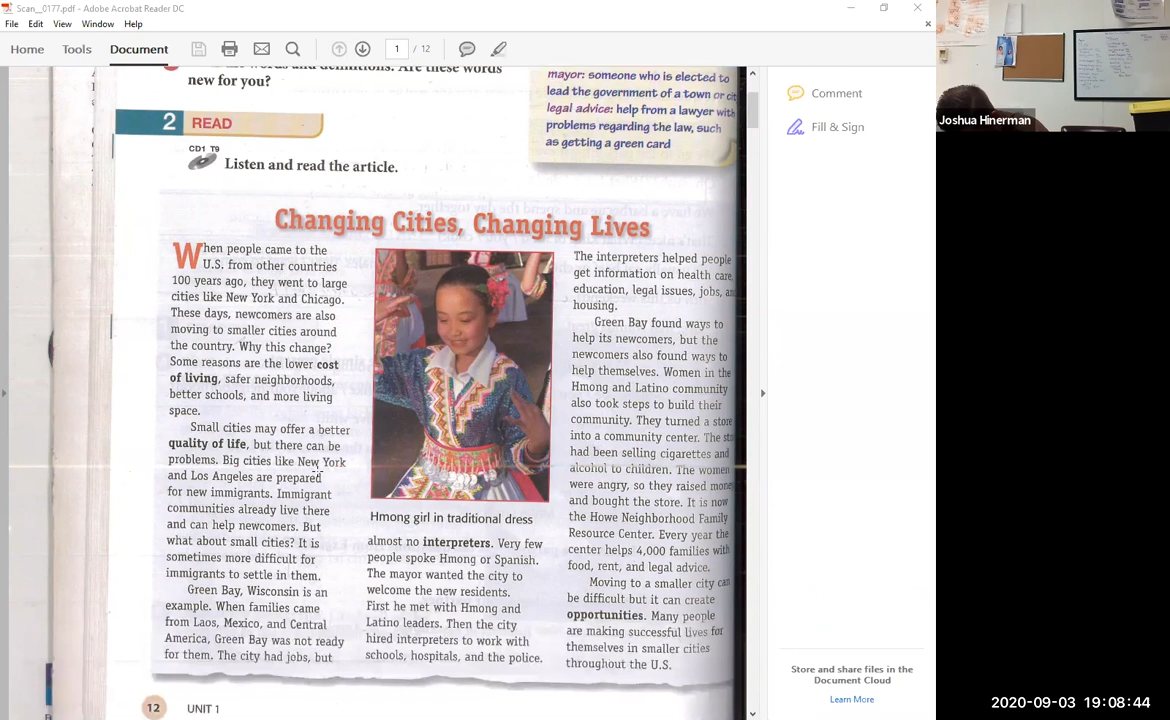 Scan__0177.pdf - Adobe Acrobat Reader DC
File Edit View Window Help
Home Tools Document 1 / 12
words and definitions. Are these words
new for you?
mayor: someone who is elected to
lead the government of a town or
legal advice: help from a lawyer with
problems regarding the law, such
as getting a green card
2 READ
CD1 T9
Listen and read the article.
Changing Cities, Changing Lives
When people came to the
U.S. from other countries
100 years ago, they went to large
cities like New York and Chicago.
These days, newcomers are also
moving to smaller cities around
the country. Why this change?
Some reasons are the lower cost
of living, safer neighborhoods,
better schools, and more living
space.
Small cities may offer a better
quality of life, but there can be
problems. Big cities like New York
and Los Angeles are prepared
for new immigrants. Immigrant
communities already live there
and can help newcomers. But
what about small cities? It is
sometimes more difficult for
immigrants to settle in them.
Green Bay, Wisconsin is an
example. When families came
from Laos, Mexico, and Central
America, Green Bay was not ready
for them. The city had jobs, but
Hmong girl in traditional dress
almost no interpreters. Very few
people spoke Hmong or Spanish.
The mayor wanted the city to
welcome the new residents.
First he met with Hmong and
Latino leaders. Then the city
hired interpreters to work with
schools, hospitals, and the police.
The interpreters helped people
get information on health care,
education, legal issues, jobs,
housing.
Green Bay found ways to
help its newcomers, but the
newcomers also found ways to
help themselves. Women in the
Hmong and Latino community
also took steps to build their
community. They turned a store
into a community center. The
had been selling cigarettes and
alcohol to children. The women
were angry, so they raised money
and bought the store. It is now
the Howe Neighborhood Family
Resource Center. Every year the
center helps 4,000 families with
food, rent, and legal advice.
Moving to a smaller city can
be difficult but it can create
opportunities. Many people
are making successful lives for
themselves in smaller cities
throughout the U.S.
12 UNIT 1
Comment
Fill & Sign
Store and share files in the
Document Cloud
Learn More
Joshua Hinerman
2020-09-03 19:08:44